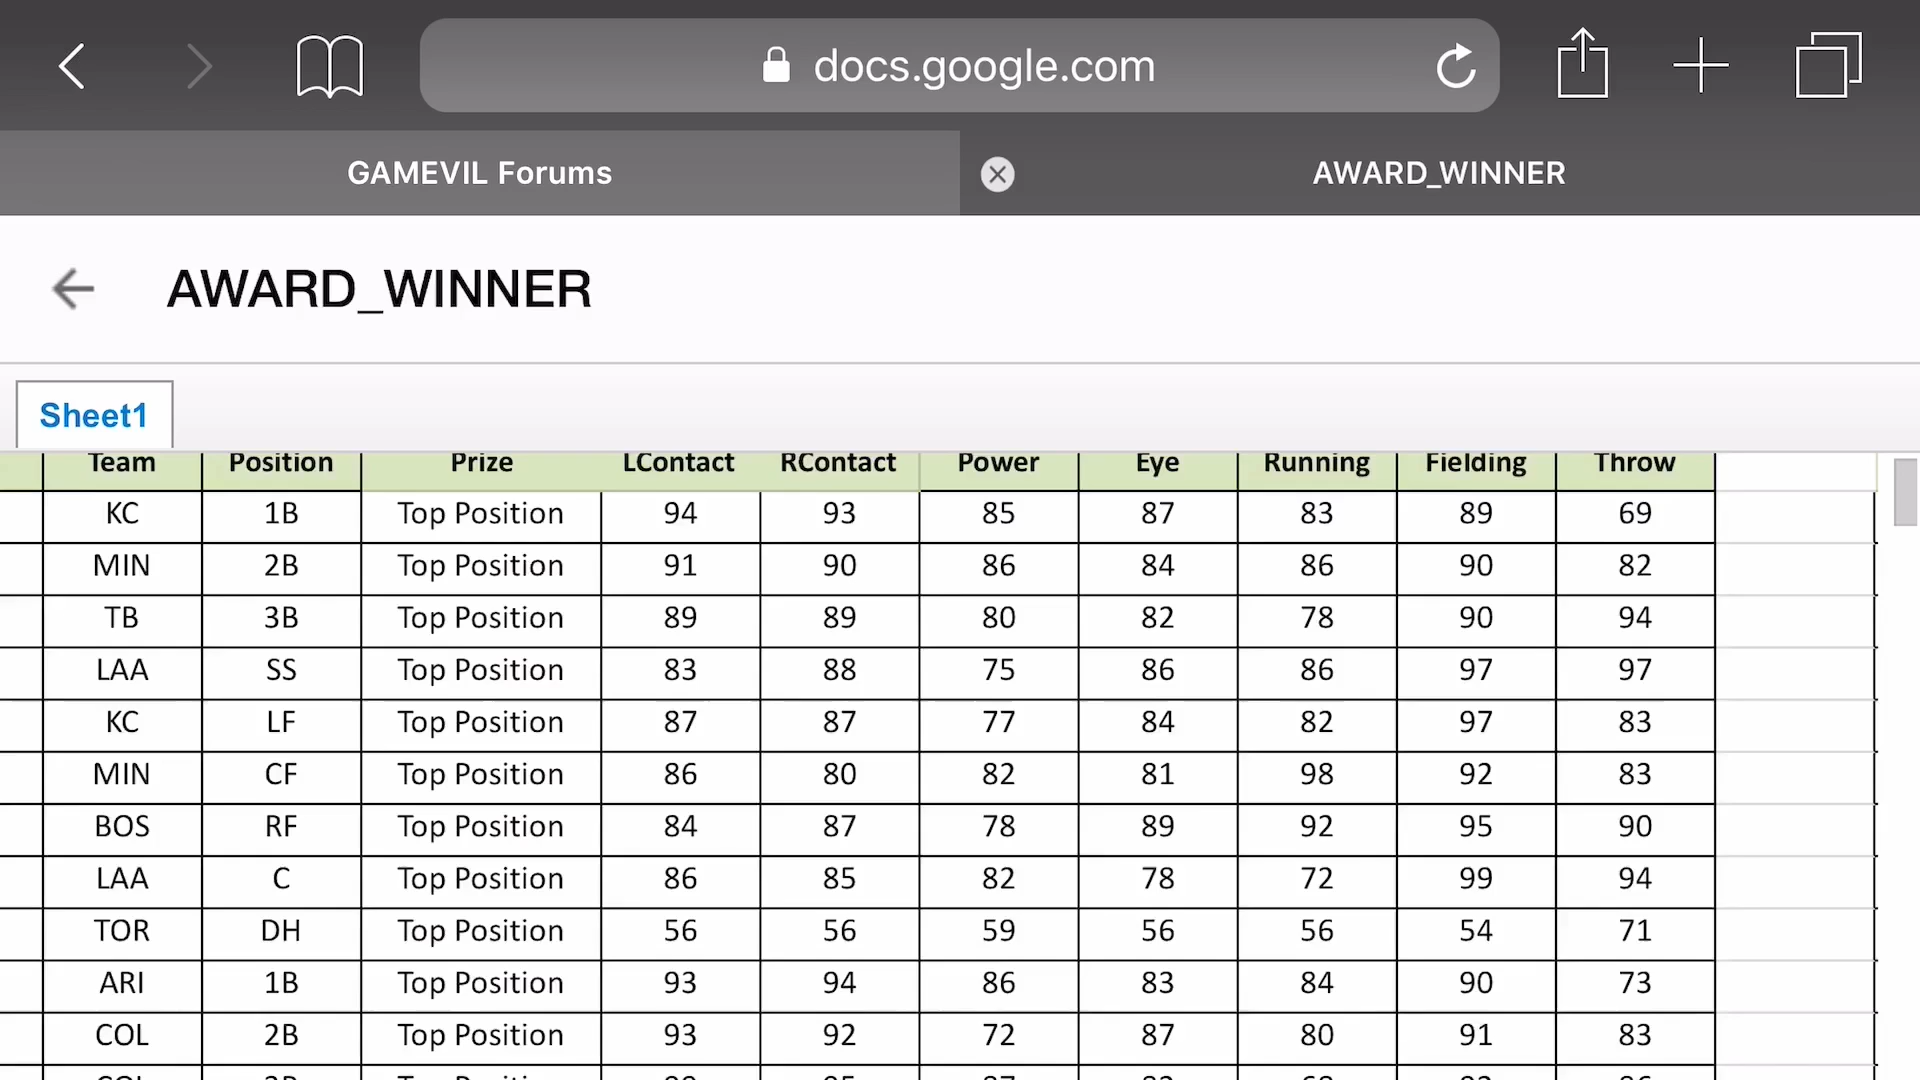 docs.google.com
GAMEVIL Forums
AWARD_WINNER
AWARD_WINNER
Sheet1
Team Position Prize LContact RContact Power Eye Running Fielding Throw
KC 1B Top Position 94 93 85 87 83 89 69
MIN 2B Top Position 91 90 86 84 86 90 82
TB 3B Top Position 89 89 80 82 78 90 94
LAA SS Top Position 83 88 75 86 86 97 97
KC LF Top Position 87 87 77 84 82 97 83
MIN CF Top Position 86 80 82 81 98 92 83
BOS RF Top Position 84 87 78 89 92 95 90
LAA C Top Position 86 85 82 78 72 99 94
TOR DH Top Position 56 56 59 56 56 54 71
ARI 1B Top Position 93 94 86 83 84 90 73
COL 2B Top Position 93 92 72 87 80 91 83